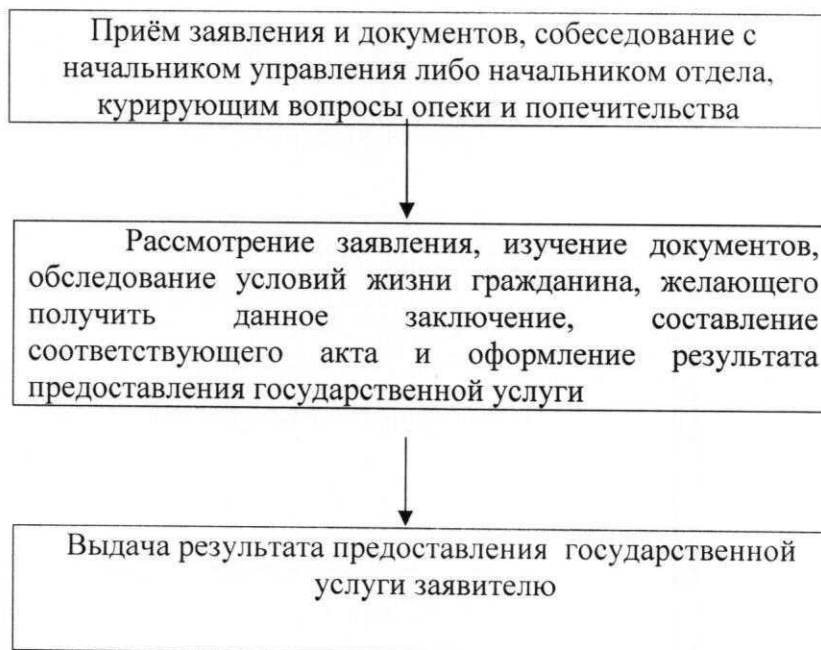 Приём заявления и документов, собеседование с
начальником управления либо начальником отдела,
курирующим вопросы опеки и попечительства
Рассмотрение заявления, изучение документов,
обследование условий жизни гражданина, желающего
получить данное заключение, составление
соответствующего акта и оформление результата
предоставления государственной услуги
Выдача результата предоставления государственной
услуги заявителю